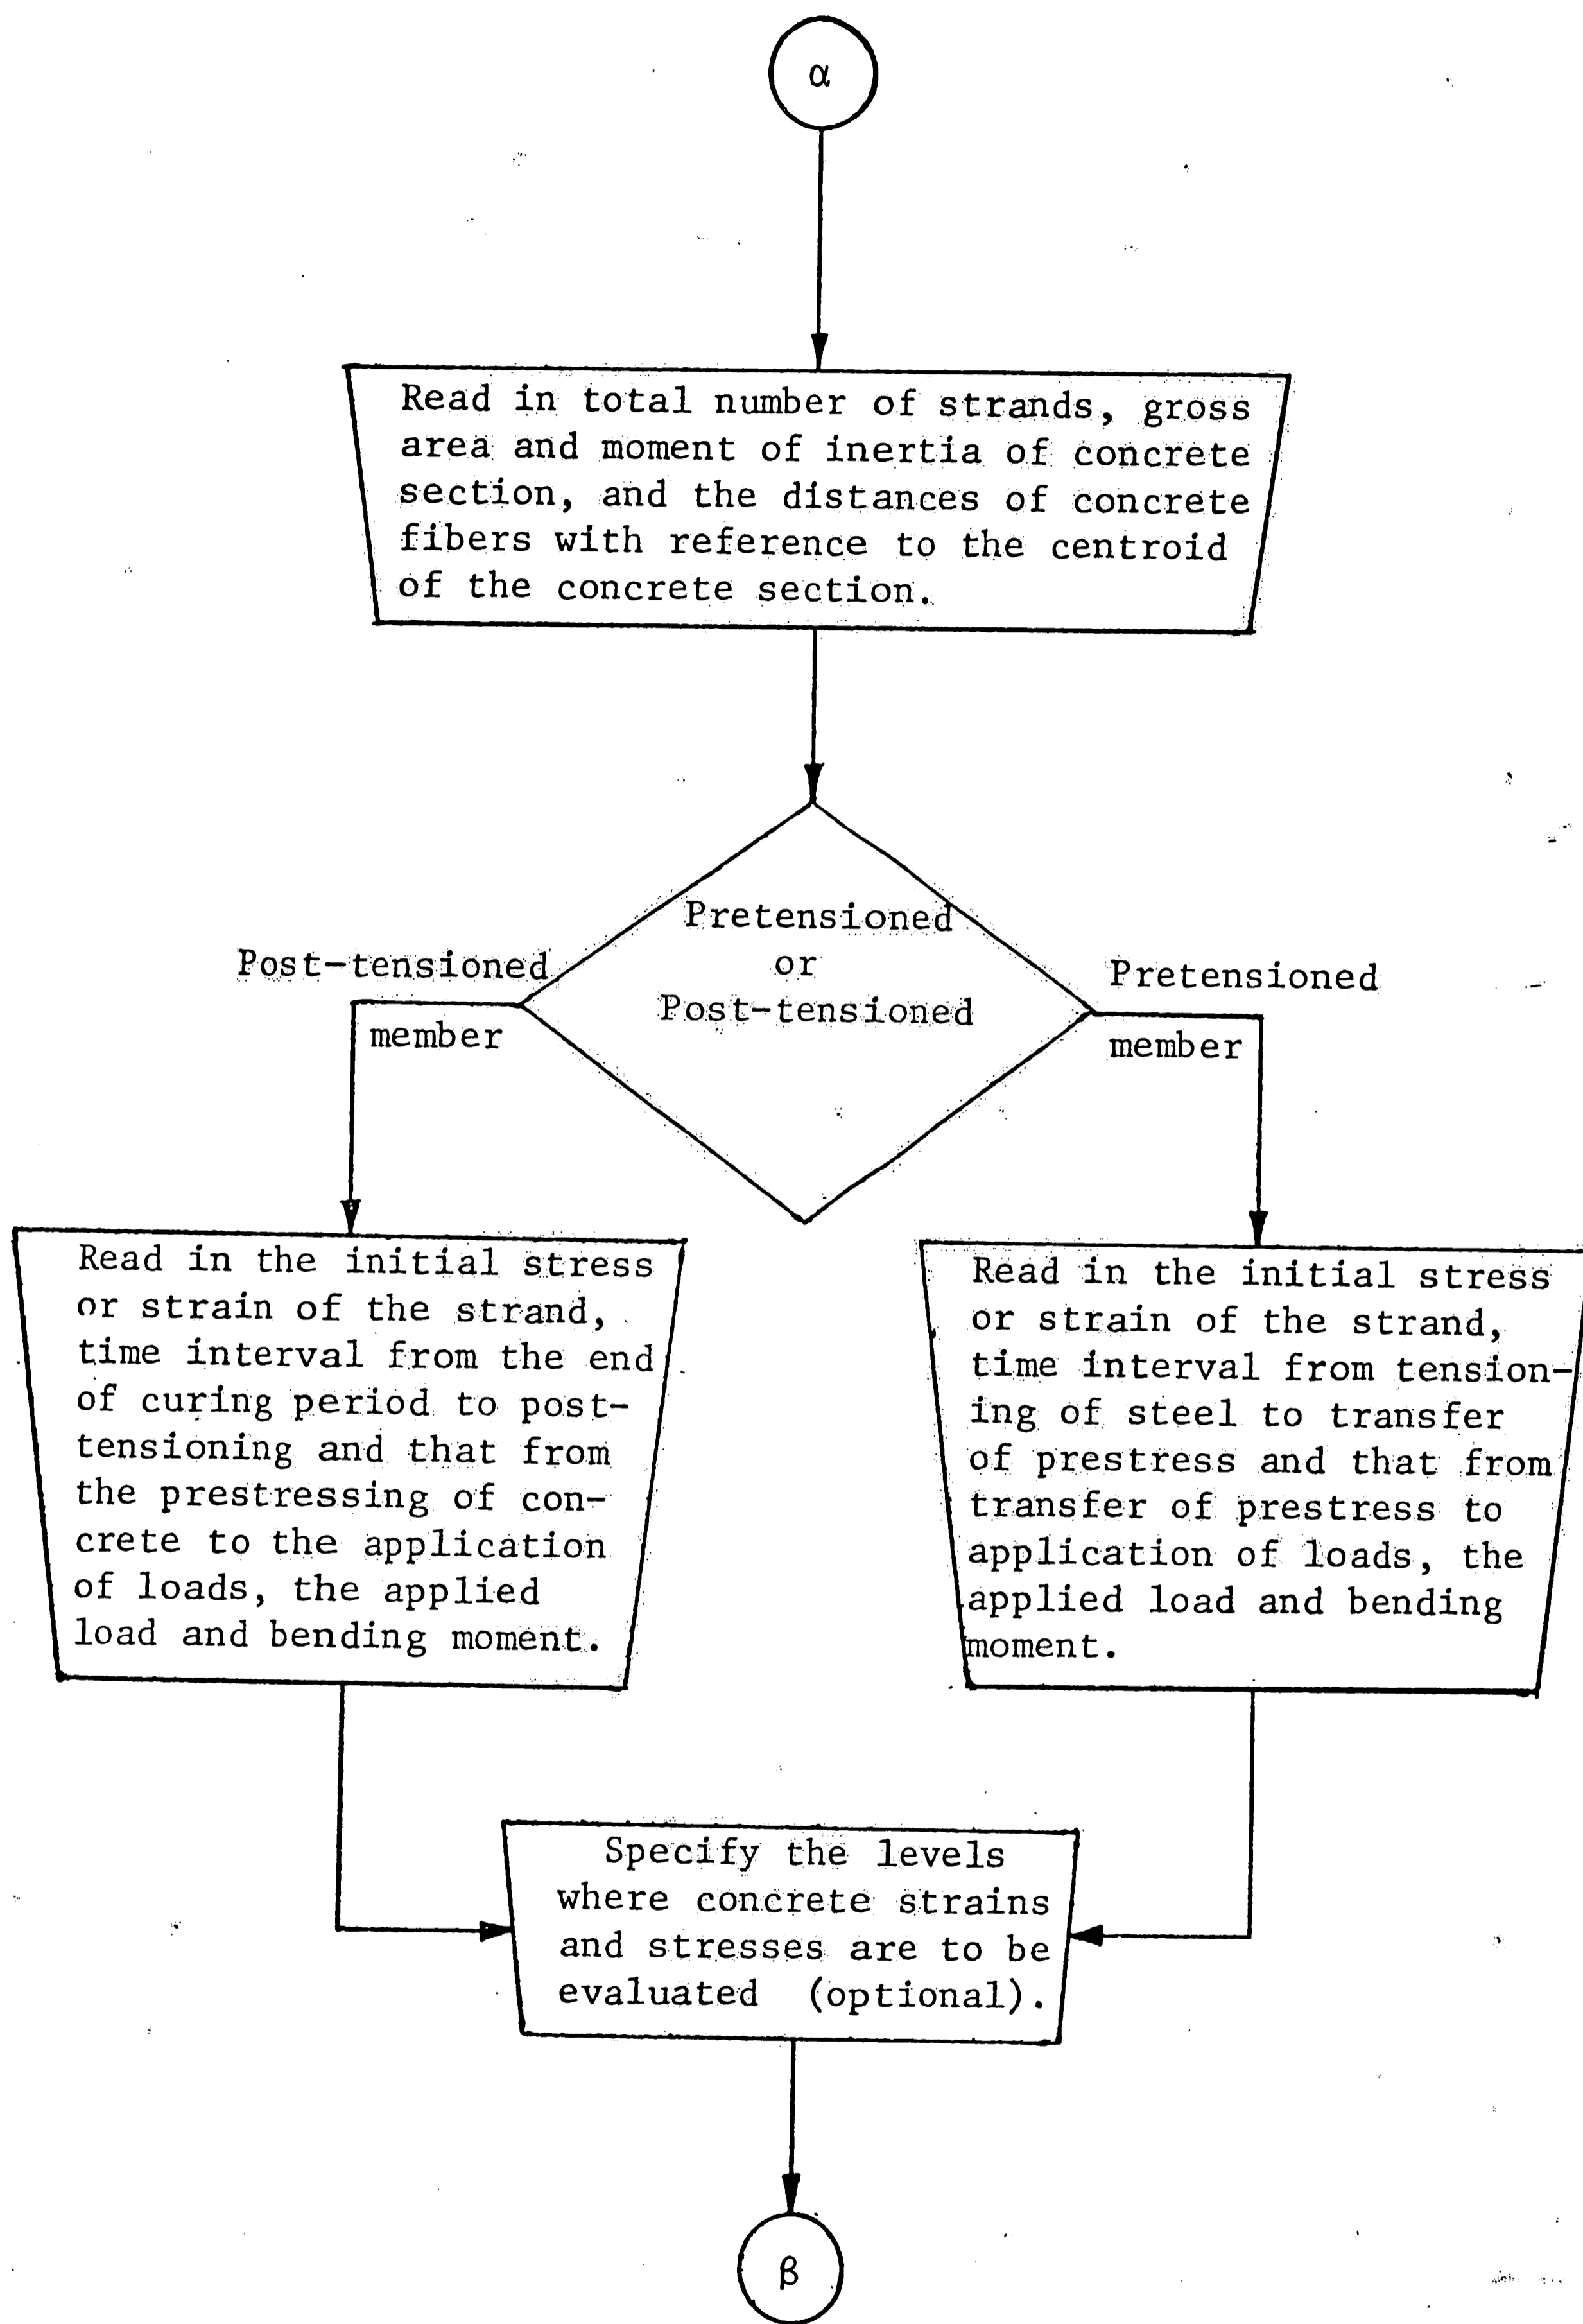 α
Read in total number of strands, gross
area and moment of inertia of concrete
section, and the distances of concrete
fibers with reference to the centroid
of the concrete section.
Pretensioned
or
Post-tensioned
Post-tensioned
member
Pretensioned
member
Read in the initial stress
or strain of the strand,
time interval from the end
of curing period to post-
tensioning and that from
the prestressing of con-
crete to the application
of loads, the applied
load and bending moment.
Read in the initial stress
or strain of the strand,
time interval from tension-
ing of steel to transfer
of prestress and that from
transfer of prestress to
application of loads, the
applied load and bending
moment.
Specify the levels
where concrete strains
and stresses are to be
evaluated (optional).
β